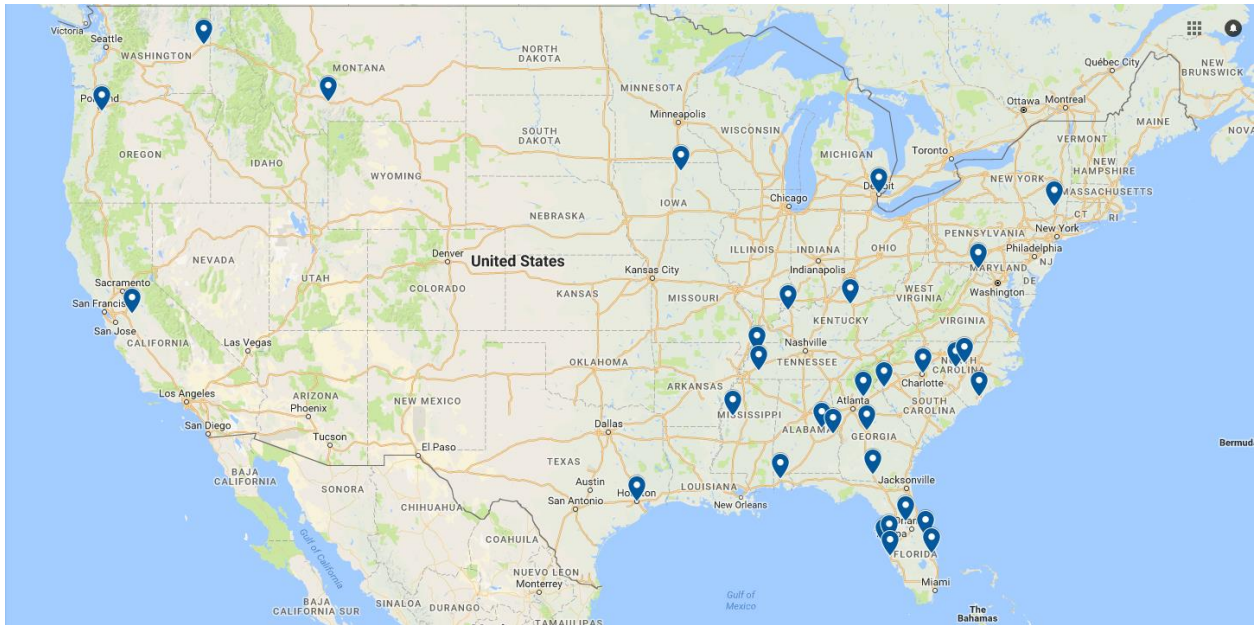 Victoria
Seattle
WASHINGTON
MONTANA
NORTH
DAKOTA
MINNESOTA
Minneapolis
WISCONSIN
MICHIGAN
Toronto
Ottawa
Montreal
Québec City
NEW
BRUNSWICK
MAINE
VERMONT
NEW
HAMPSHIRE
NEW YORK
MASSACHUSETTS
CT
RI
NOVA
OREGON
IDAHO
WYOMING
SOUTH
DAKOTA
IOWA
NEBRASKA
Chicago
Detroit
ILLINOIS
INDIANA
Indianapolis
OHIO
PENNSYLVANIA
New York
Philadelphia
NJ
MARYLAND
DE
Washington
WEST
VIRGINIA
VIRGINIA
NEVADA
UTAH
Denver
COLORADO
United States
KANSAS
Kansas City
MISSOURI
KENTUCKY
Sacramento
San Francis
San Jose
CALIFORNIA
Las Vegas
Los Angeles
San Diego
ARIZONA
Phoenix
Tucson
NEW MEXICO
El Paso
OKLAHOMA
ARKANSAS
Nashville
TENNESSEE
NORTH
CAROLINA
Charlotte
SOUTH
CAROLINA
Atlanta
MISSISSIPPI
ALABAMA
GEORGIA
Dallas
TEXAS
Austin
San Antonio
Houston
LOUISIANA
New Orleans
Jacksonville
FLORIDA
Miami
Bermuda
BAJA
CALIFORNIA
SONORA
CHIHUAHUA
COAHUILA
NUEVO LEON
Monterrey
TAMAULIPAS
Gulf of California
BAJA
CALIFORNIA SUR
SINALOA
DURANGO
Gulf of
Mexico
The
Bahamas